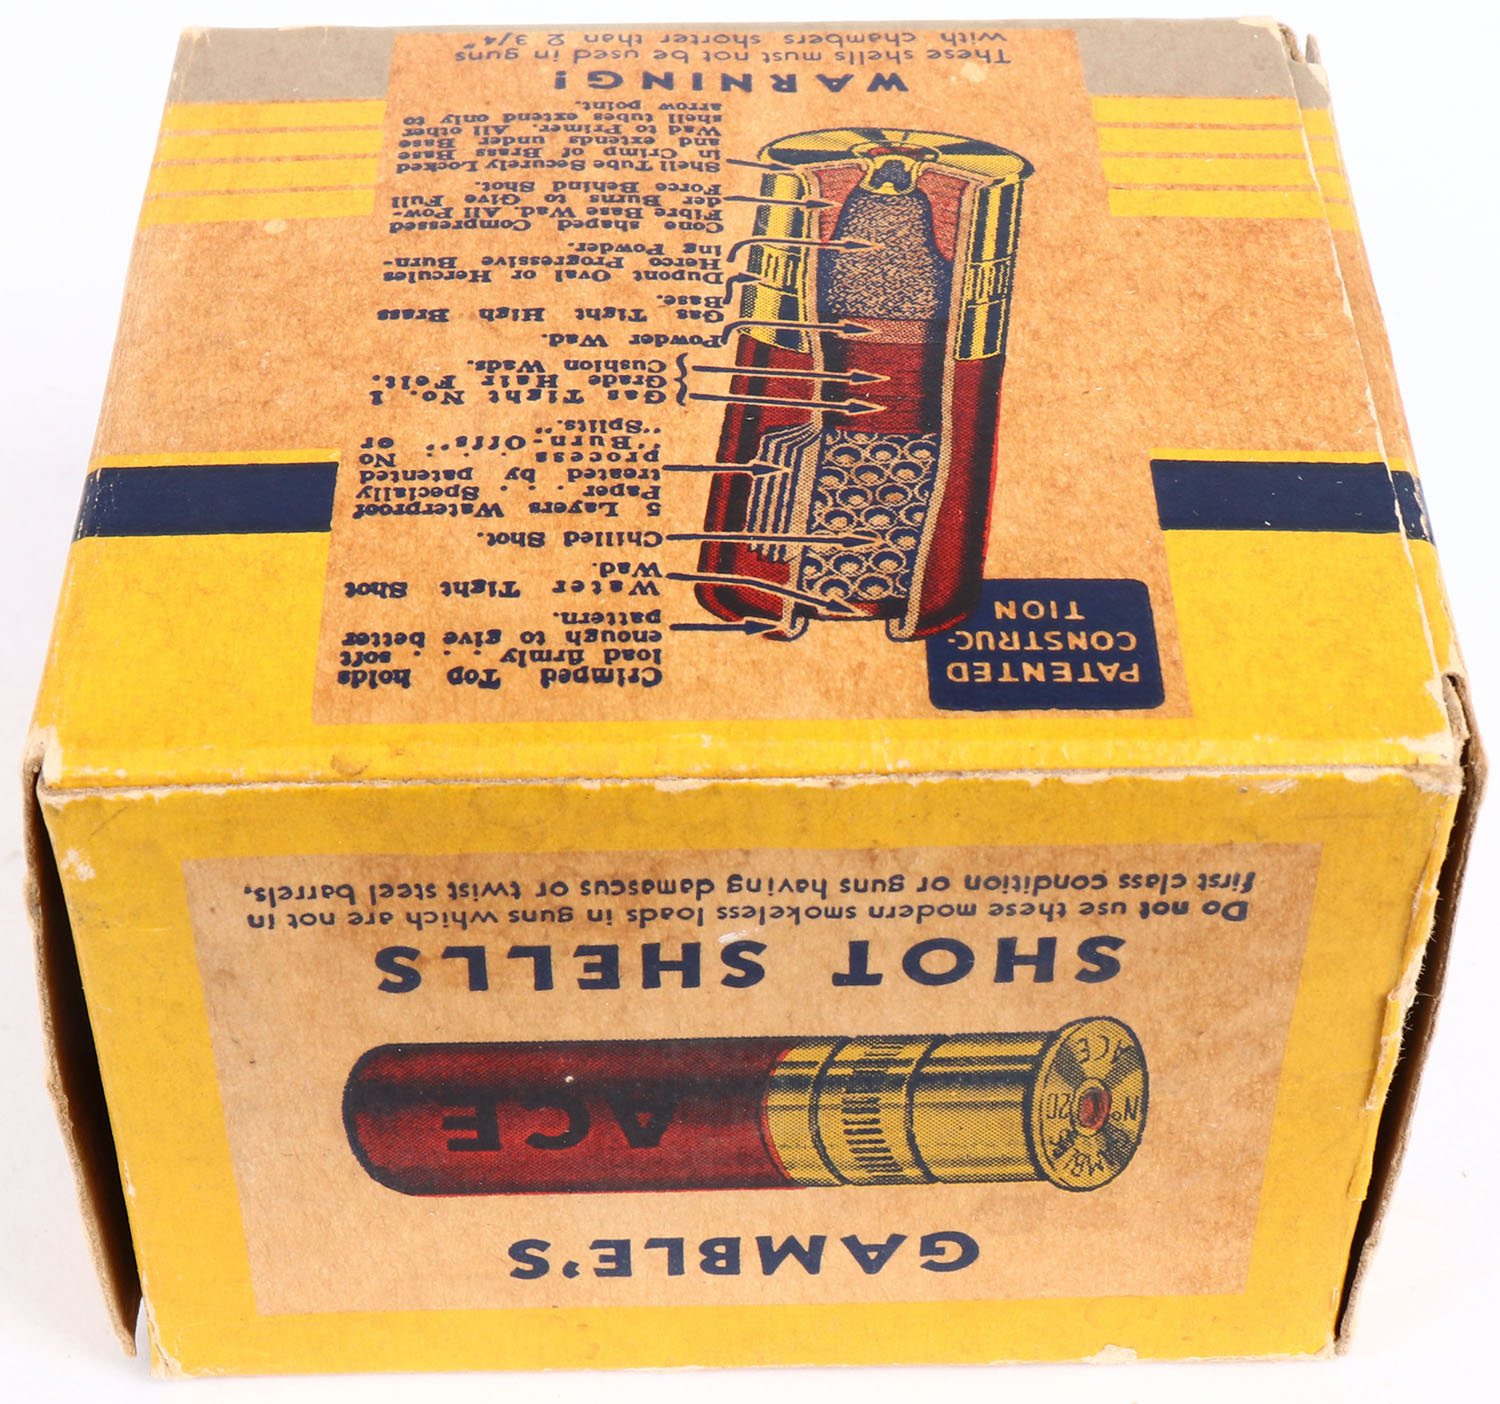 GAMBLE'S
No 20
ACE
ACE
SHOT SHELLS
Do not use these modern smokeless loads in guns which are not in
first class condition or guns having damascus or twist steel barrels.
PATENTED
CONSTRUC-
TION
Crimped Top holds
load firmly . . . soft
enough to give better
pattern.
Water Tight Shot
Wad.
Chilled Shot.
5 Layers Waterproof
Paper . . . Specially
treated by patented
process . . . No
"Burn-Offs" or
"Splits."
Gas Tight No. 1
Grade Hair Felt.
Cushion Wads.
Powder Wad.
Gas Tight High Brass
Base.
Dupont Oval or Hercules
Herco Progressive Burn-
ing Powder.
Cone shaped Compressed
Fibre Base Wad. All Pow-
der Burns to Give Full
Force Behind Shot.
Shell Tube Securely Locked
in Crimp of Brass Base
and extends under Base
Wad to Primer. All other
shell tubes extend only to
arrow point.
WARNING!
These shells must not be used in guns
with chambers shorter than 2 3/4"